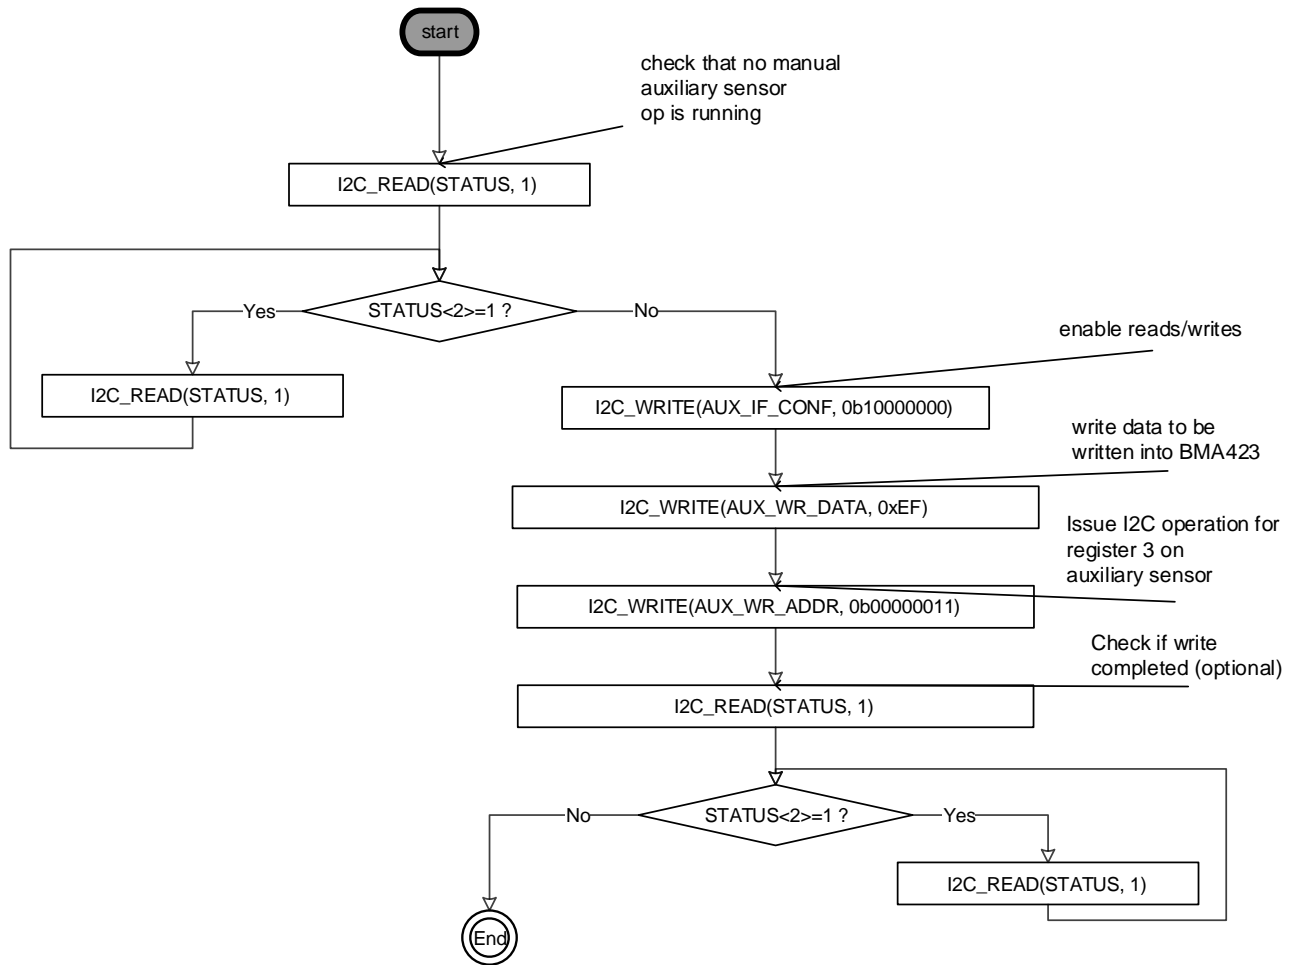 start
check that no manual
auxiliary sensor
op is running
I2C_READ(STATUS, 1)
STATUS<2>=1 ?
Yes
No
I2C_READ(STATUS, 1)
enable reads/writes
I2C_WRITE(AUX_IF_CONF, 0b10000000)
write data to be
written into BMA423
I2C_WRITE(AUX_WR_DATA, 0xEF)
Issue I2C operation for
register 3 on
auxiliary sensor
I2C_WRITE(AUX_WR_ADDR, 0b00000011)
Check if write
completed (optional)
I2C_READ(STATUS, 1)
STATUS<2>=1 ?
No
Yes
I2C_READ(STATUS, 1)
End